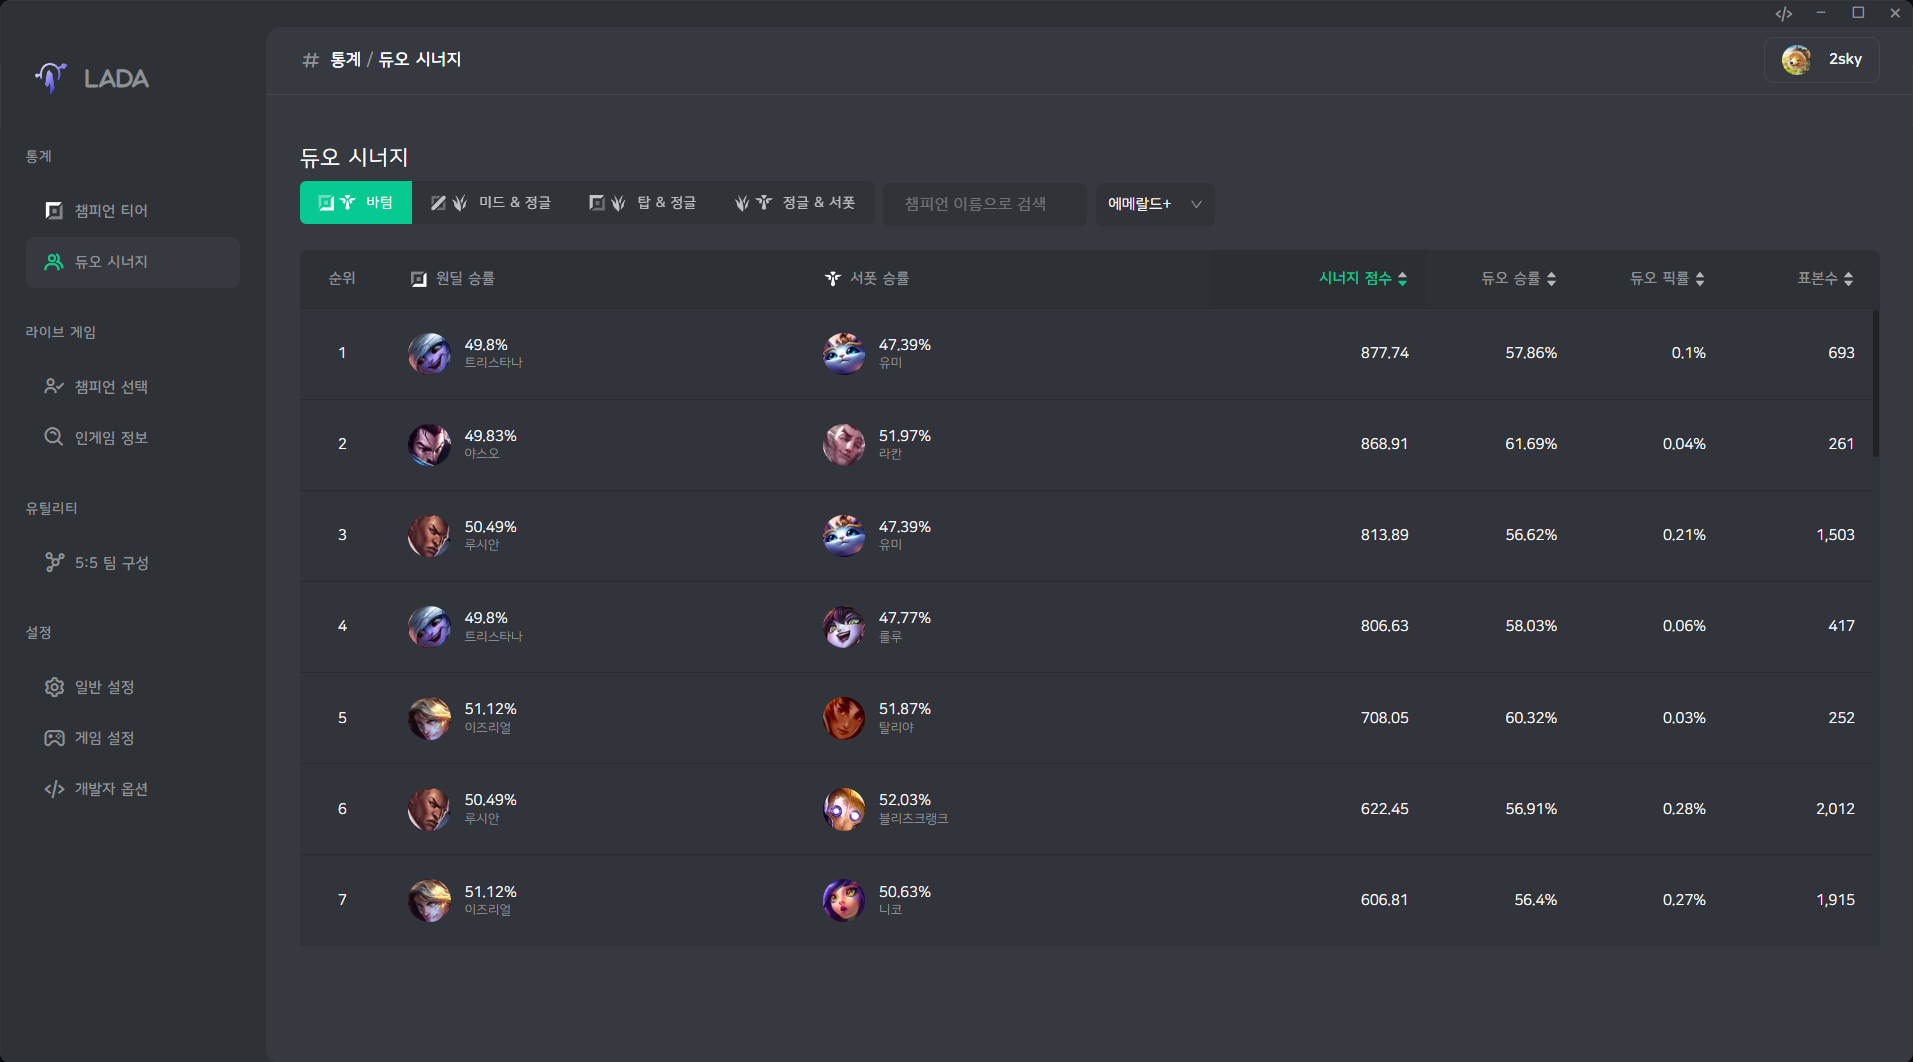 LADA
통계
챔피언 티어
듀오 시너지
라이브 게임
챔피언 선택
인게임 정보
유틸리티
5:5 팀 구성
설정
일반 설정
게임 설정
개발자 옵션
# 통계 / 듀오 시너지
2sky
듀오 시너지
바텀 미드 & 정글 탑 & 정글 정글 & 서폿 챔피언 이름으로 검색 에메랄드+
순위 원딜 승률 서폿 승률 시너지 점수 듀오 승률 듀오 픽률 표본수
1 49.8% 47.39% 877.74 57.86% 0.1% 693
트리스타나 유미
2 49.83% 51.97% 868.91 61.69% 0.04% 261
야스오 라칸
3 50.49% 47.39% 813.89 56.62% 0.21% 1,503
루시안 유미
4 49.8% 47.77% 806.63 58.03% 0.06% 417
트리스타나 룰루
5 51.12% 51.87% 708.05 60.32% 0.03% 252
이즈리얼 탈리야
6 50.49% 52.03% 622.45 56.91% 0.28% 2,012
루시안 블리츠크랭크
7 51.12% 50.63% 606.81 56.4% 0.27% 1,915
이즈리얼 니코